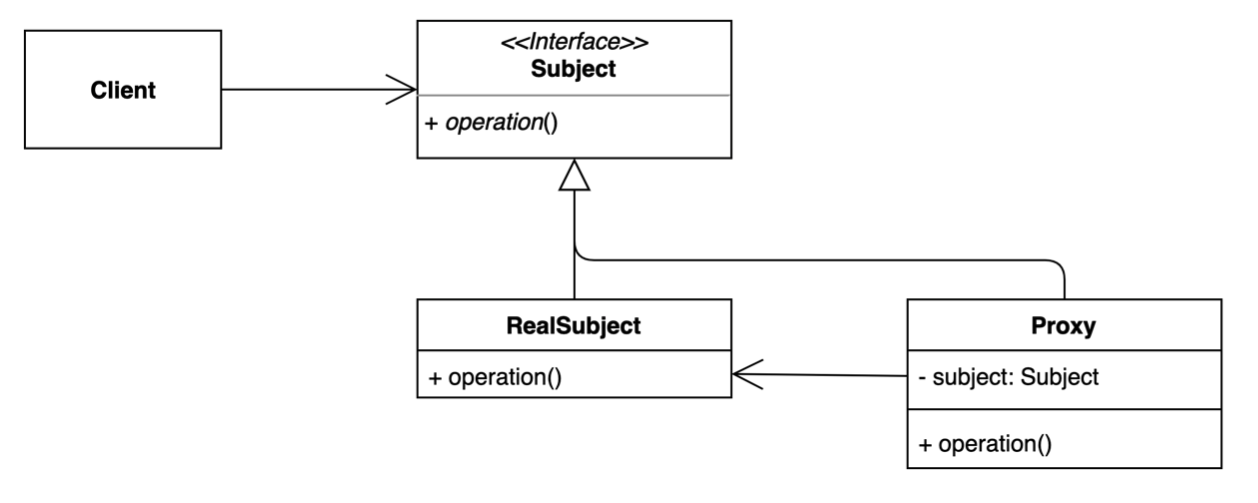 Client
<<Interface>>
Subject
+ operation()
RealSubject
+ operation()
Proxy
- subject: Subject
+ operation()